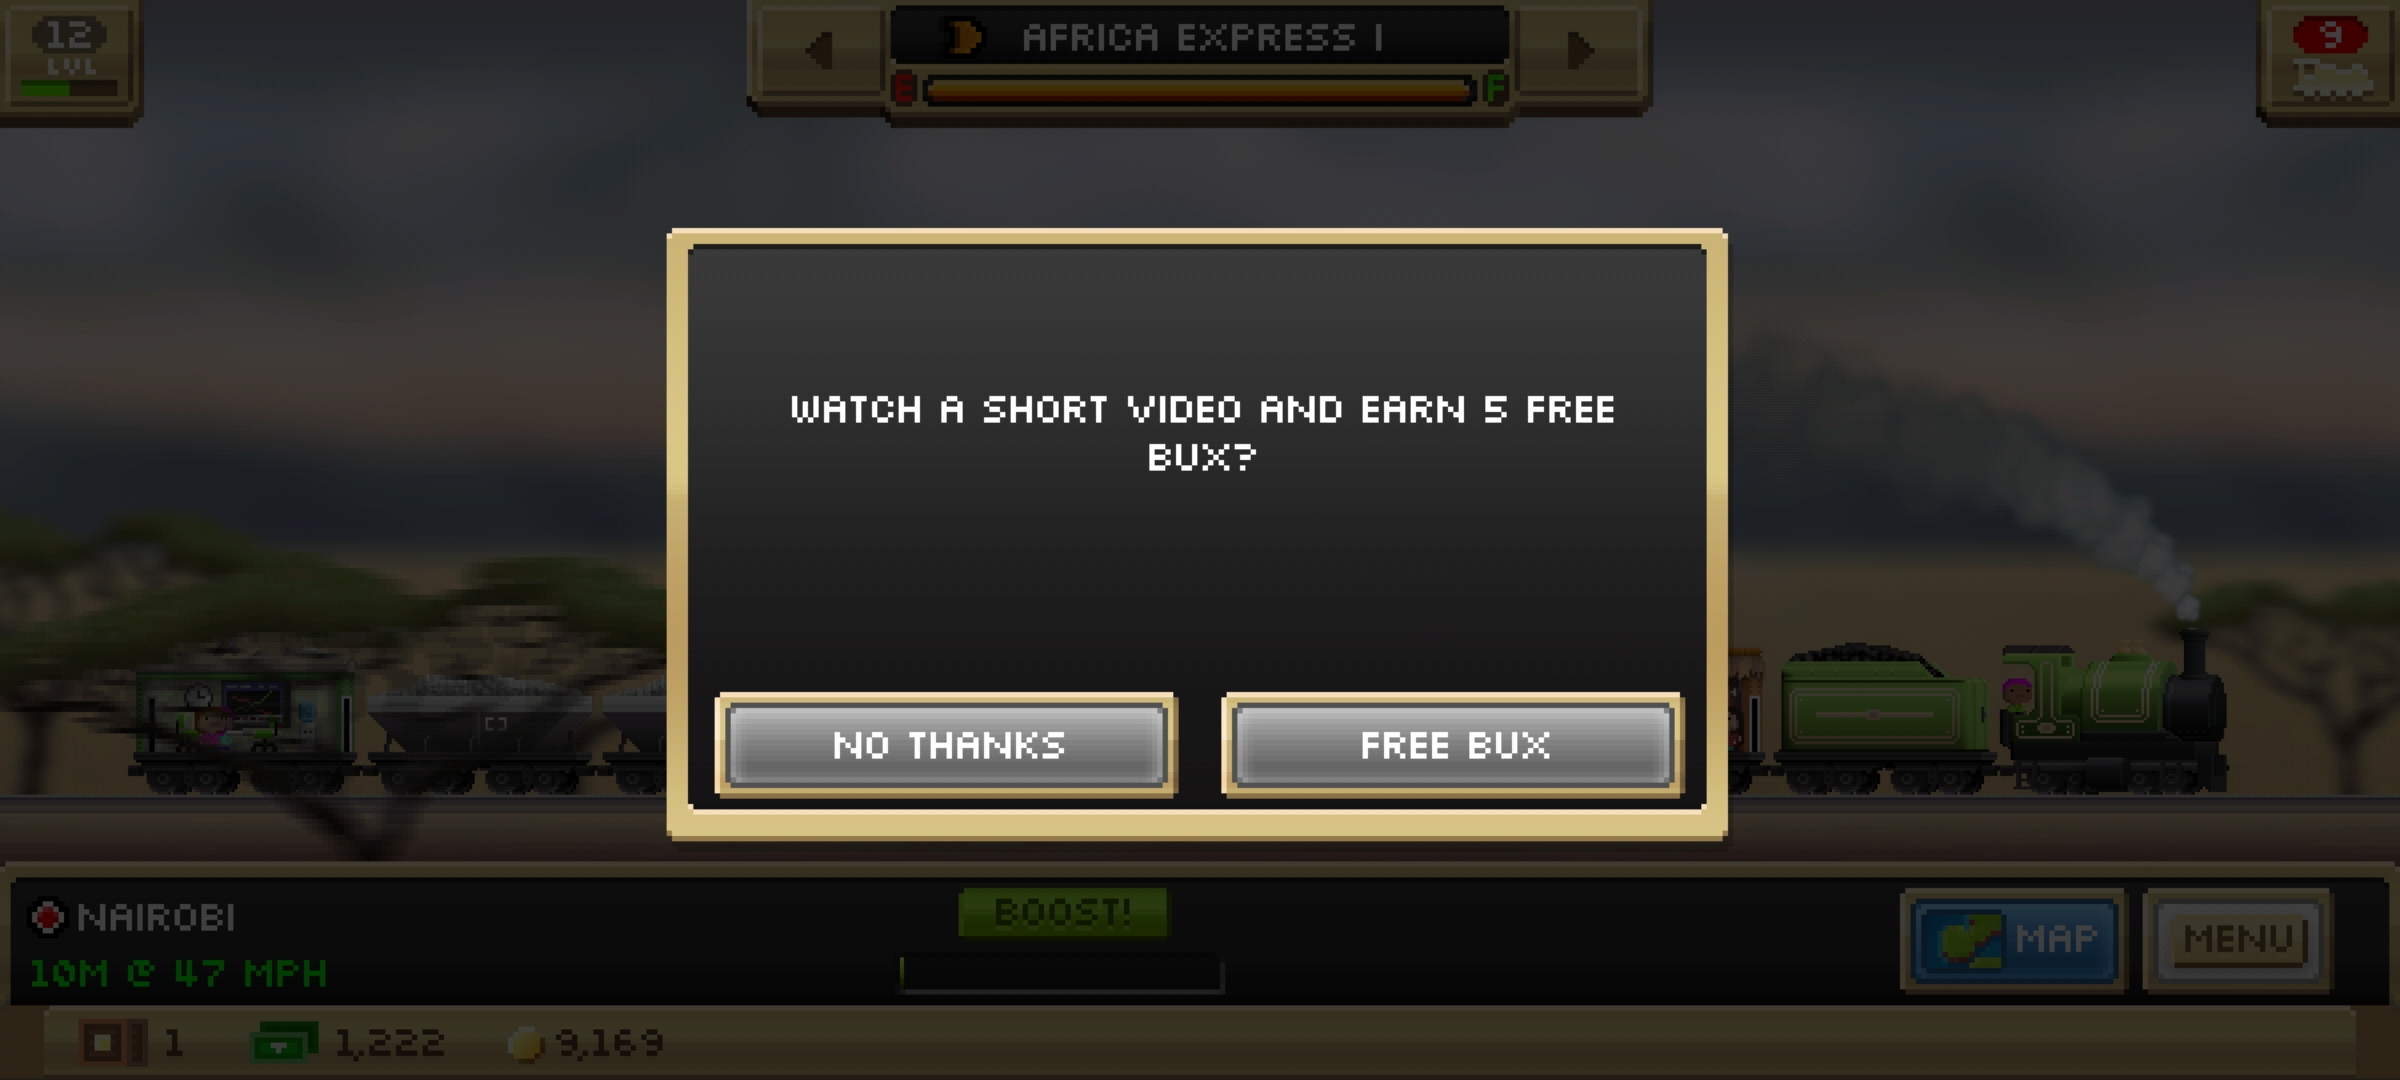 12
LVL
AFRICA EXPRESS I
E
F
9
WATCH A SHORT VIDEO AND EARN 5 FREE
BUX?
NO THANKS
FREE BUX
NAIROBI
10M @ 47 MPH
BOOST!
MAP
MENU
1
1,222
9,169